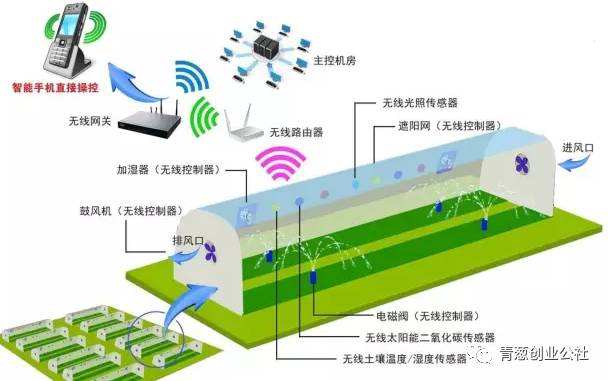 主控机房
智能手机直接操控
无线网关
无线路由器
无线光照传感器
遮阳网（无线控制器）
进风口
加湿器（无线控制器）
鼓风机（无线控制器）
排风口
电磁阀（无线控制器）
无线太阳能二氧化碳传感器
无线土壤温度/湿度传感器
青葱创业公社